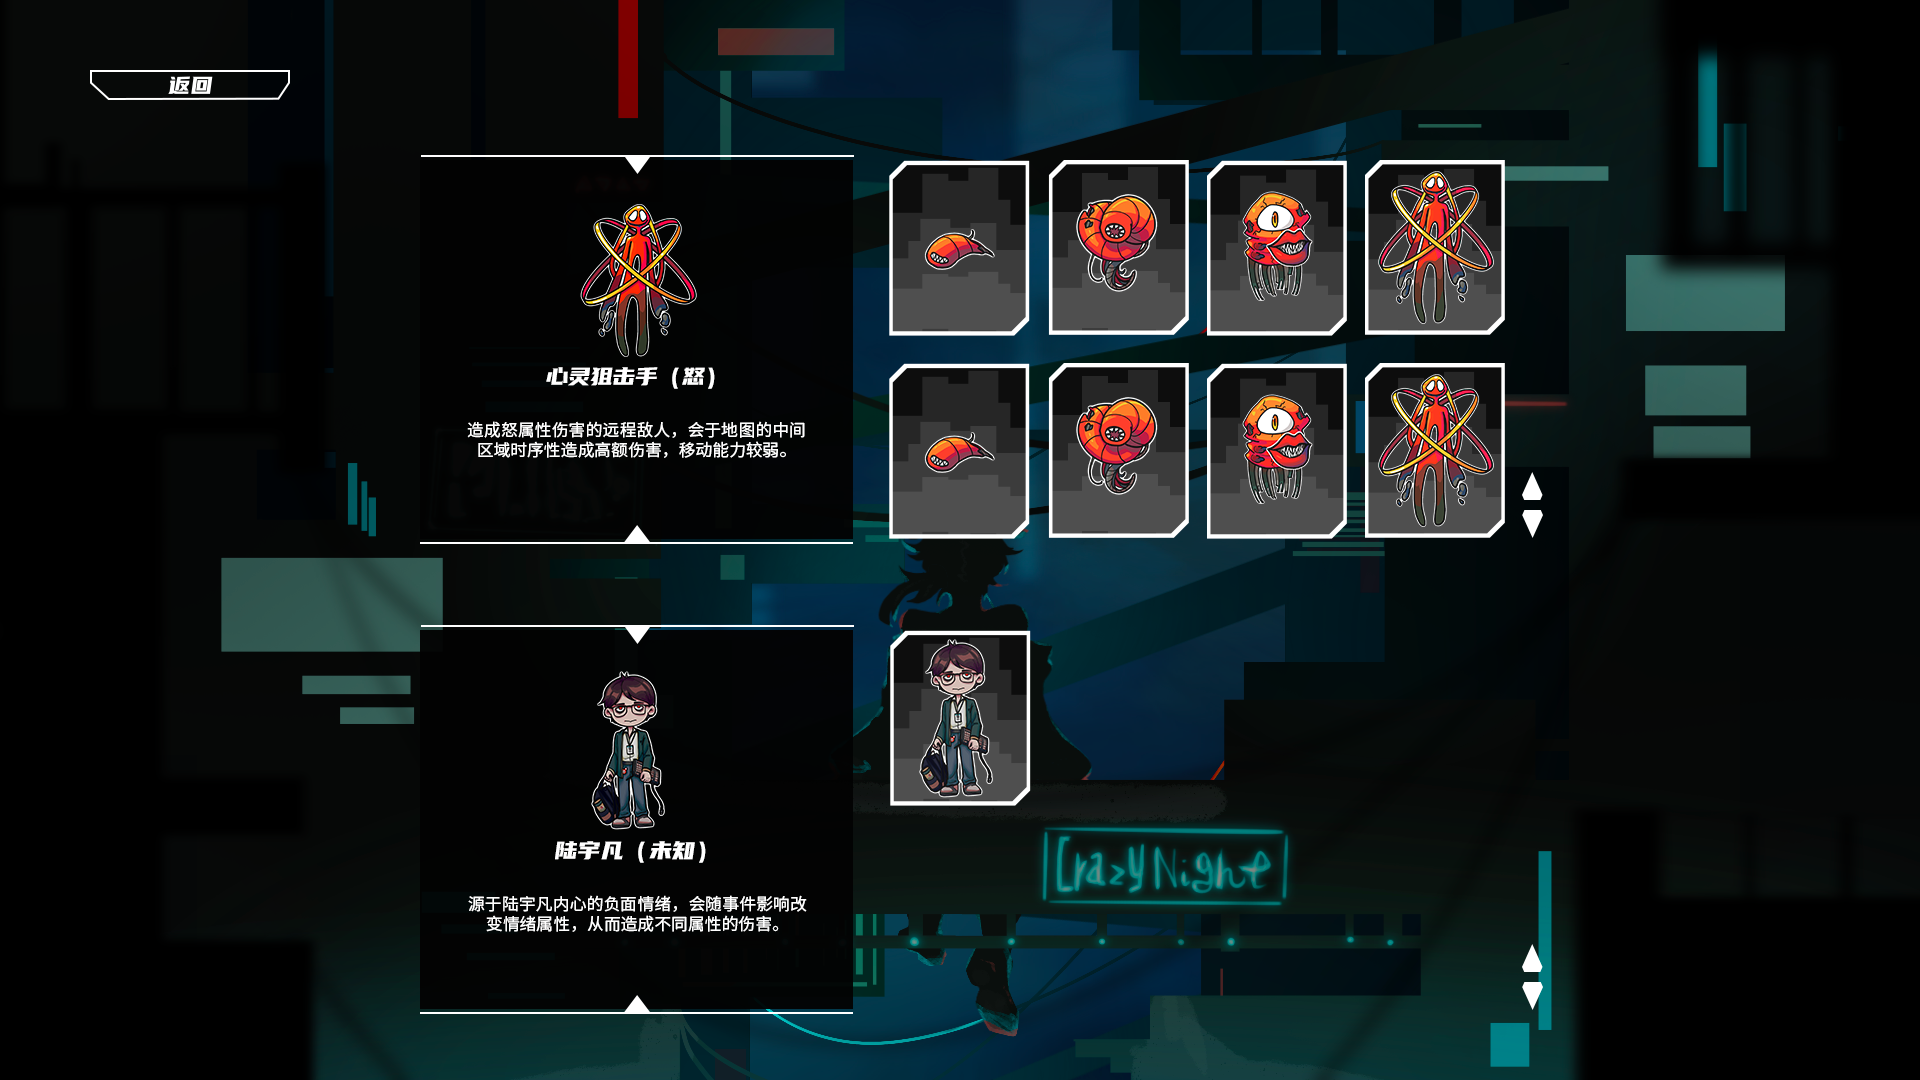 返回
心灵狙击手（怒）
造成怒属性伤害的远程敌人，会于地图的中间
区域时序性造成高额伤害，移动能力较弱。
陆宇凡（未知）
源于陆宇凡内心的负面情绪，会随事件影响改
变情绪属性，从而造成不同属性的伤害。
CrazyNight